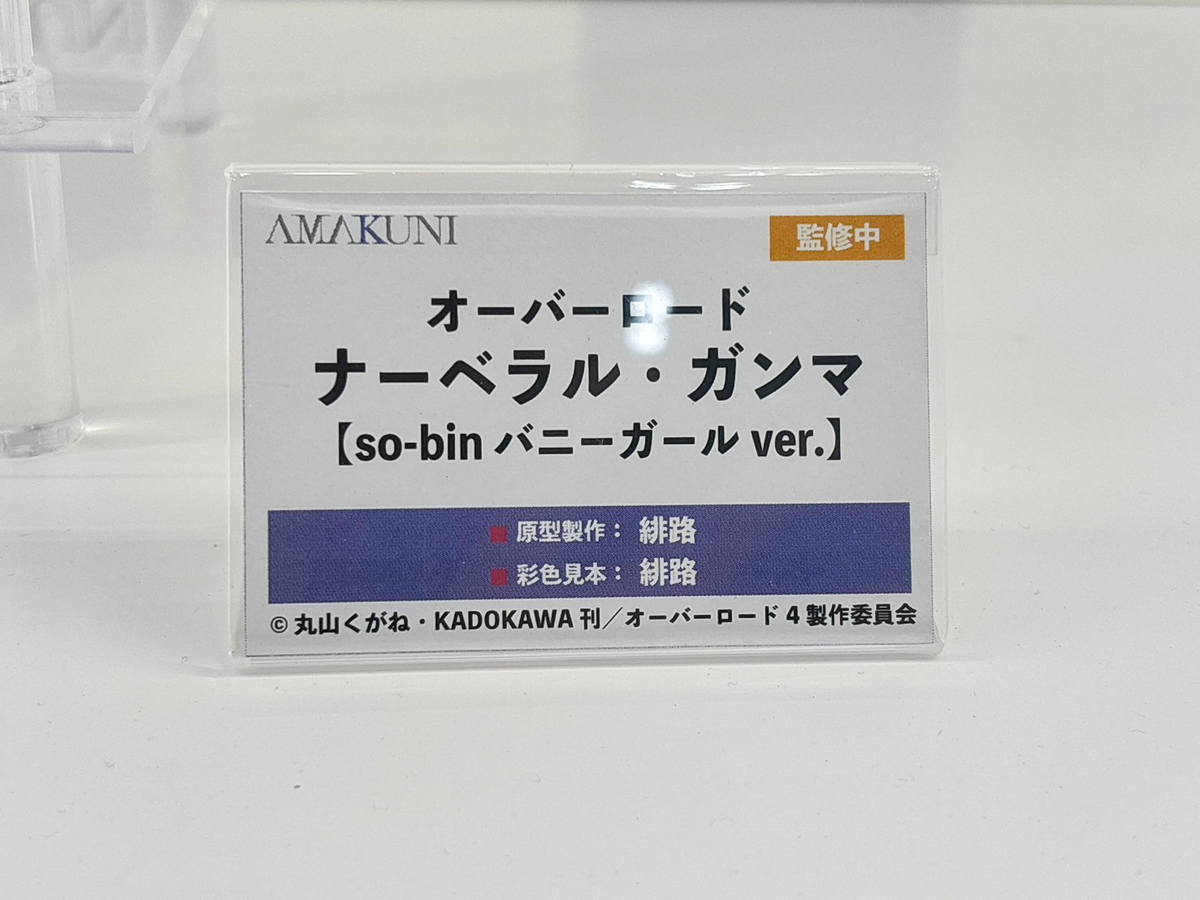 AMAKUNI
監修中
オーバーロード
ナーベラル・ガンマ
【so-bin バニーガール ver.】
■ 原型製作： 緋路
■ 彩色見本： 緋路
© 丸山くがね・KADOKAWA 刊／オーバーロード 4 製作委員会